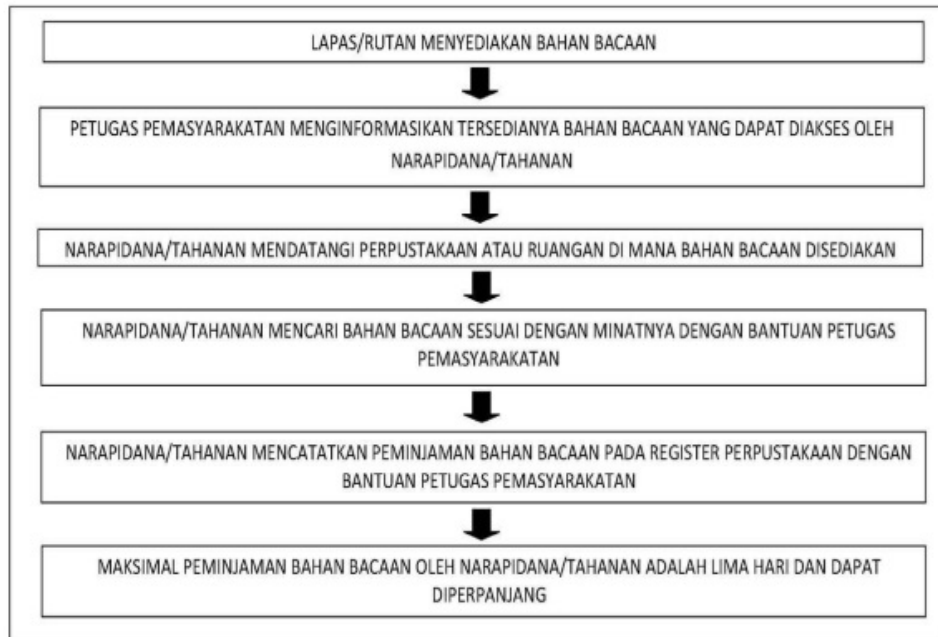 LAPAS/RUTAN MENYEDIAKAN BAHAN BACAAN
PETUGAS PEMASYARAKATAN MENGINFORMASIKAN TERSEDIANYA BAHAN BACAAN YANG DAPAT DIAKSES OLEH
NARAPIDANA/TAHANAN
NARAPIDANA/TAHANAN MENDATANGI PERPUSTAKAAN ATAU RUANGAN DI MANA BAHAN BACAAN DISEDIAKAN
NARAPIDANA/TAHANAN MENCARI BAHAN BACAAN SESUAI DENGAN MINATNYA DENGAN BANTUAN PETUGAS
PEMASYARAKATAN
NARAPIDANA/TAHANAN MENCATATKAN PEMINJAMAN BAHAN BACAAN PADA REGISTER PERPUSTAKAAN DENGAN
BANTUAN PETUGAS PEMASYARAKATAN
MAKSIMAL PEMINJAMAN BAHAN BACAAN OLEH NARAPIDANA/TAHANAN ADALAH LIMA HARI DAN DAPAT
DIPERPANJANG